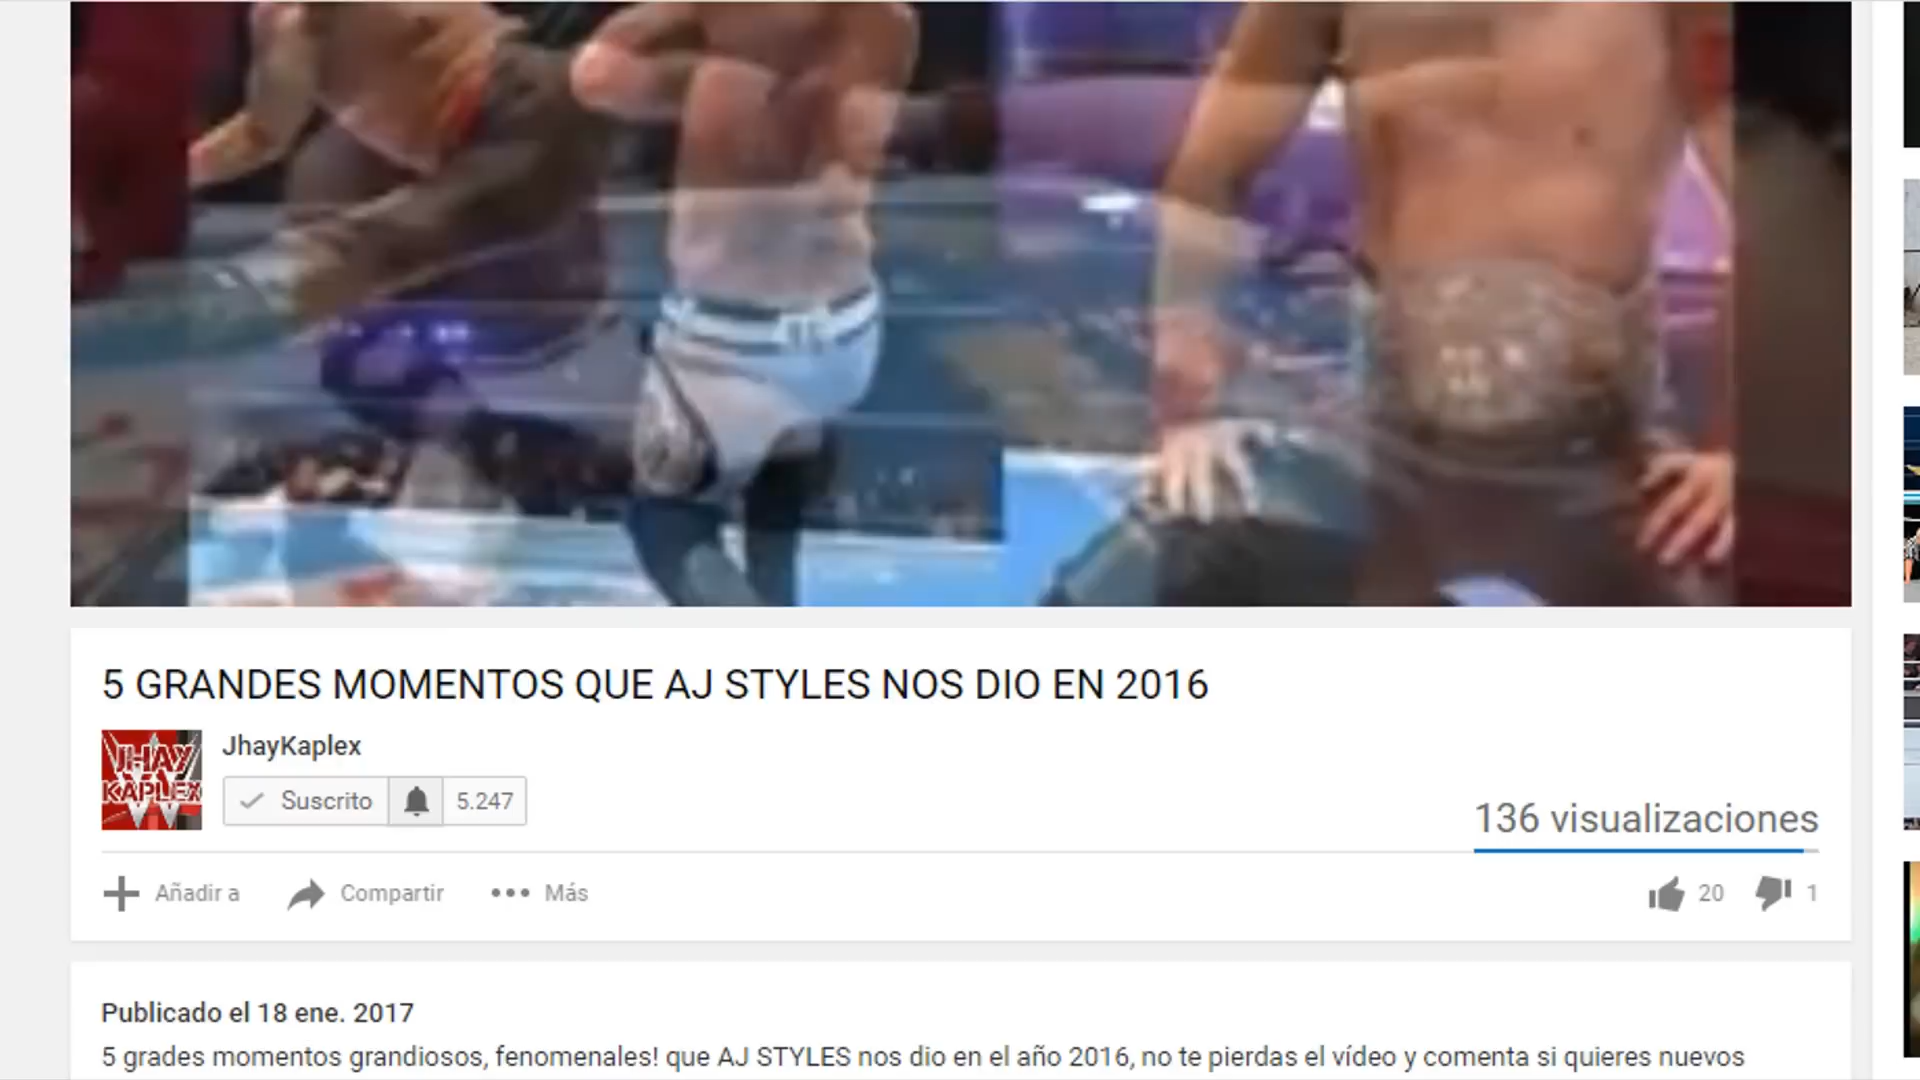 5 GRANDES MOMENTOS QUE AJ STYLES NOS DIO EN 2016
JHAY
KAPLEX
JhayKaplex
Suscrito 5.247
136 visualizaciones
Añadir a Compartir Más 20 1
Publicado el 18 ene. 2017
5 grades momentos grandiosos, fenomenales! que AJ STYLES nos dio en el año 2016, no te pierdas el vídeo y comenta si quieres nuevos